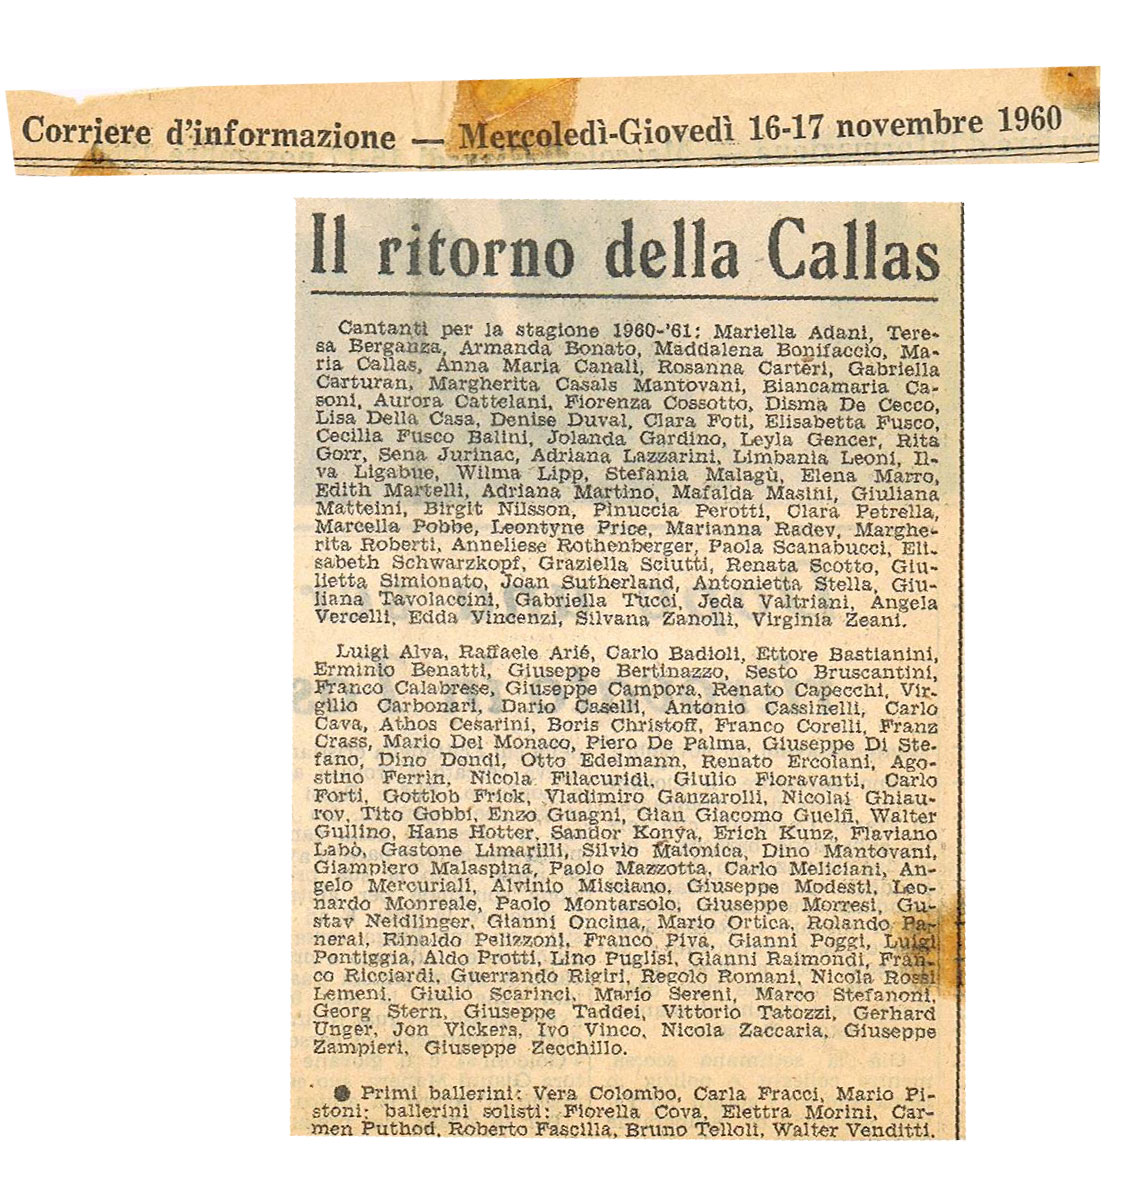 Corriere d'informazione — Mercoledì-Giovedì 16-17 novembre 1960
Il ritorno della Callas
Cantanti per la stagione 1960-'61: Mariella Adani, Tere-
sa Berganza, Armanda Bonato, Maddalena Bonifaccio, Ma-
ria Callas, Anna Maria Canali, Rosanna Carteri, Gabriella
Carturan, Margherita Casals Mantovani, Biancamaria Ca-
soni, Aurora Cattelani, Fiorenza Cossotto, Disma De Cecco,
Lisa Della Casa, Denise Duval, Clara Foti, Elisabetta Fusco,
Cecilia Fusco Balini, Jolanda Gardino, Leyla Gencer, Rita
Gorr, Sena Jurinac, Adriana Lazzarini, Limbania Leoni, Il-
va Ligabue, Wilma Lipp, Stefania Malagù, Elena Marro,
Edith Martelli, Adriana Martino, Mafalda Masini, Giuliana
Matteini, Birgit Nilsson, Pinuccia Perotti, Clara Petrella,
Marcella Pobbe, Leontyne Price, Marianna Radev, Marghe-
rita Roberti, Anneliese Rothenberger, Paola Scanabucci, Eli-
sabeth Schwarzkopf, Graziella Sciutti, Renata Scotto, Giu-
lietta Simionato, Joan Sutherland, Antonietta Stella, Giu-
liana Tavolaccini, Gabriella Tucci, Jeda Valtriani, Angela
Vercelli, Edda Vincenzi, Silvana Zanolli, Virginia Zeani.
Luigi Alva, Raffaele Arié, Carlo Badioli, Ettore Bastianini,
Erminio Benatti, Giuseppe Bertinazzo, Sesto Bruscantini,
Franco Calabrese, Giuseppe Campora, Renato Capecchi, Vir-
gilio Carbonari, Dario Caselli, Antonio Cassinelli, Carlo
Cava, Athos Cesarini, Boris Christoff, Franco Corelli, Franz
Crass, Mario Del Monaco, Piero De Palma, Giuseppe Di Ste-
fano, Dino Dondi, Otto Edelmann, Renato Ercolani, Ago-
stino Ferrin, Nicola Filacuridi, Giulio Fioravanti, Carlo
Forti, Gottlob Frick, Vladimiro Ganzarolli, Nicolai Ghiau-
rov, Tito Gobbi, Enzo Guagni, Gian Giacomo Guelfi, Walter
Gullino, Hans Hotter, Sandor Konya, Erich Kunz, Flaviano
Labò, Gastone Limarilli, Silvio Maionica, Dino Mantovani,
Giampiero Malaspina, Paolo Mazzotta, Carlo Meliciani, An-
gelo Mercuriali, Alvinio Misciano, Giuseppe Modesti, Leo-
nardo Monreale, Paolo Montarsolo, Giuseppe Morresi, Gu-
stav Neidlinger, Gianni Oncina, Mario Ortica, Rolando Pa-
nerai, Rinaldo Pelizzoni, Franco Piva, Gianni Poggi, Luigi
Pontiggia, Aldo Protti, Lino Puglisi, Gianni Raimondi, Fran-
co Ricciardi, Guerrando Rigiri, Regolo Romani, Nicola Rossi
Lemeni, Giulio Scarinci, Mario Sereni, Marco Stefanoni,
Georg Stern, Giuseppe Taddei, Vittorio Tatozzi, Gerhard
Unger, Jon Vickers, Ivo Vinco, Nicola Zaccaria, Giuseppe
Zampieri, Giuseppe Zecchillo.
● Primi ballerini: Vera Colombo, Carla Fracci, Mario Pi-
stoni; ballerini solisti: Fiorella Cova, Elettra Morini, Car-
men Puthod, Roberto Fascilla, Bruno Telloli, Walter Venditti.